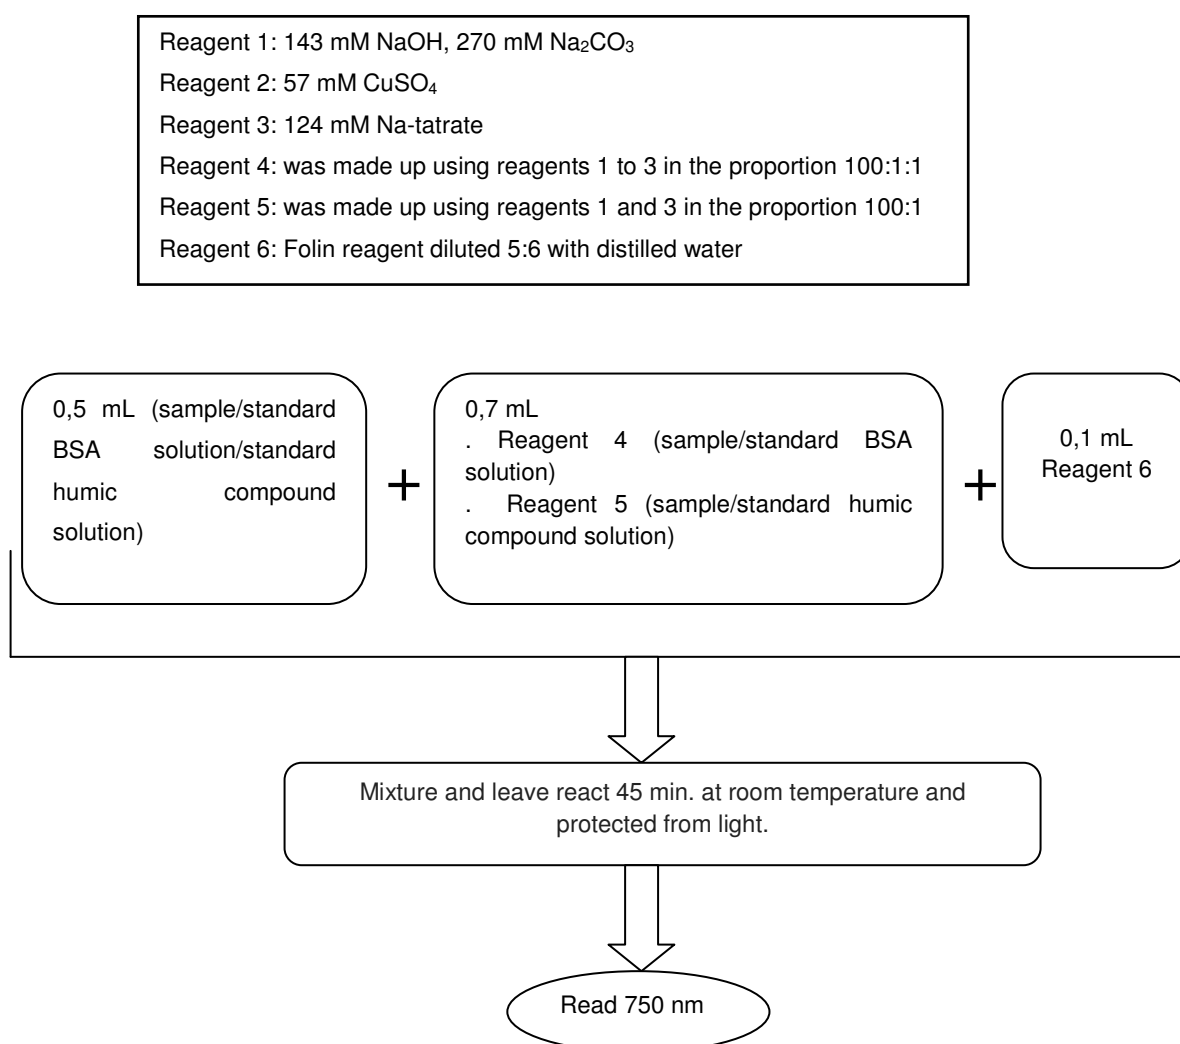 Reagent 1: 143 mM NaOH, 270 mM Na₂CO₃
Reagent 2: 57 mM CuSO₄
Reagent 3: 124 mM Na-tatrate
Reagent 4: was made up using reagents 1 to 3 in the proportion 100:1:1
Reagent 5: was made up using reagents 1 and 3 in the proportion 100:1
Reagent 6: Folin reagent diluted 5:6 with distilled water
0,5 mL (sample/standard
BSA solution/standard
humic compound
solution)
+
0,7 mL
. Reagent 4 (sample/standard BSA
solution)
. Reagent 5 (sample/standard humic
compound solution)
+
0,1 mL
Reagent 6
Mixture and leave react 45 min. at room temperature and
protected from light.
Read 750 nm